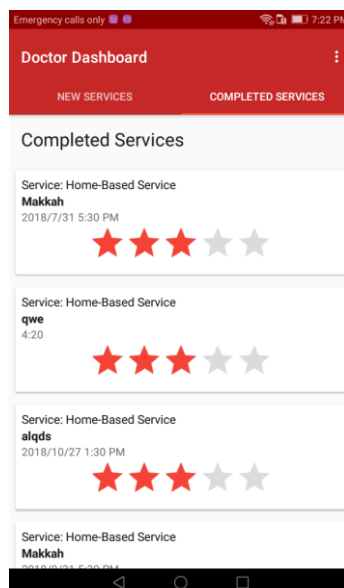 Emergency calls only 7:22 PM
Doctor Dashboard
NEW SERVICES COMPLETED SERVICES
Completed Services
Service: Home-Based Service
Makkah
2018/7/31 5:30 PM
Service: Home-Based Service
qwe
4:20
Service: Home-Based Service
alqds
2018/10/27 1:30 PM
Service: Home-Based Service
Makkah